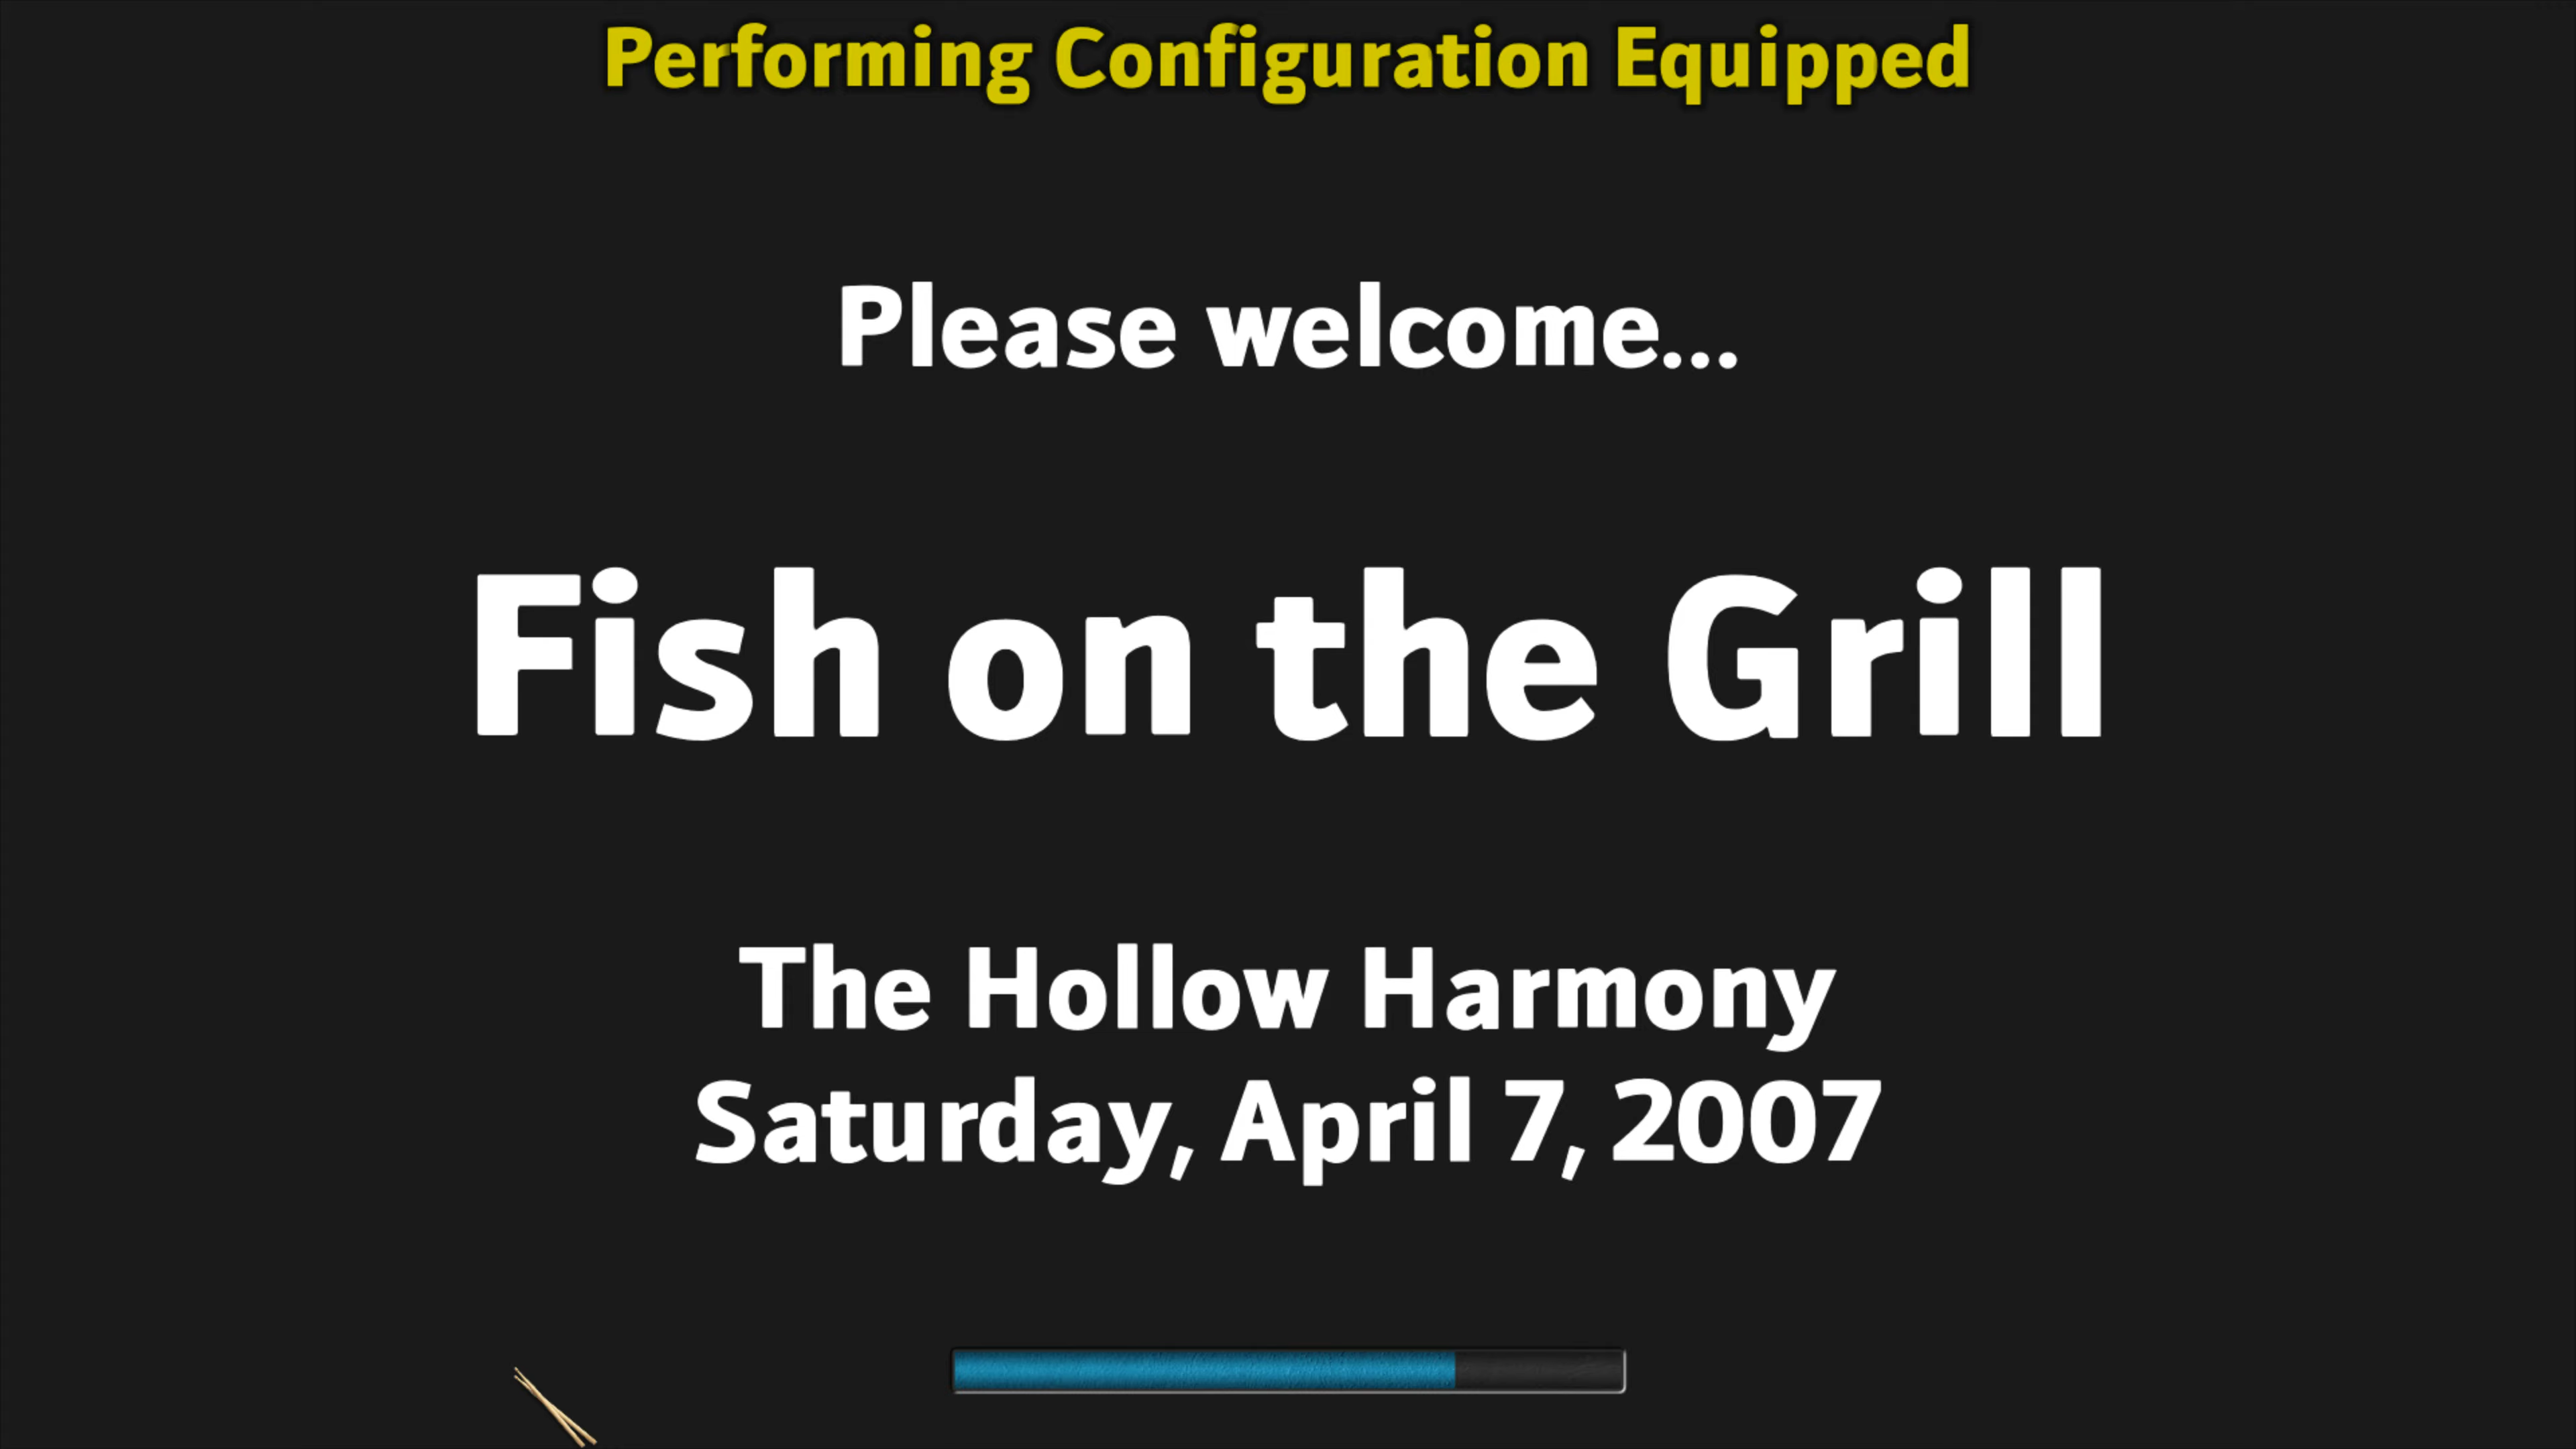 Performing Configuration Equipped
Please welcome...
Fish on the Grill
The Hollow Harmony
Saturday, April 7, 2007